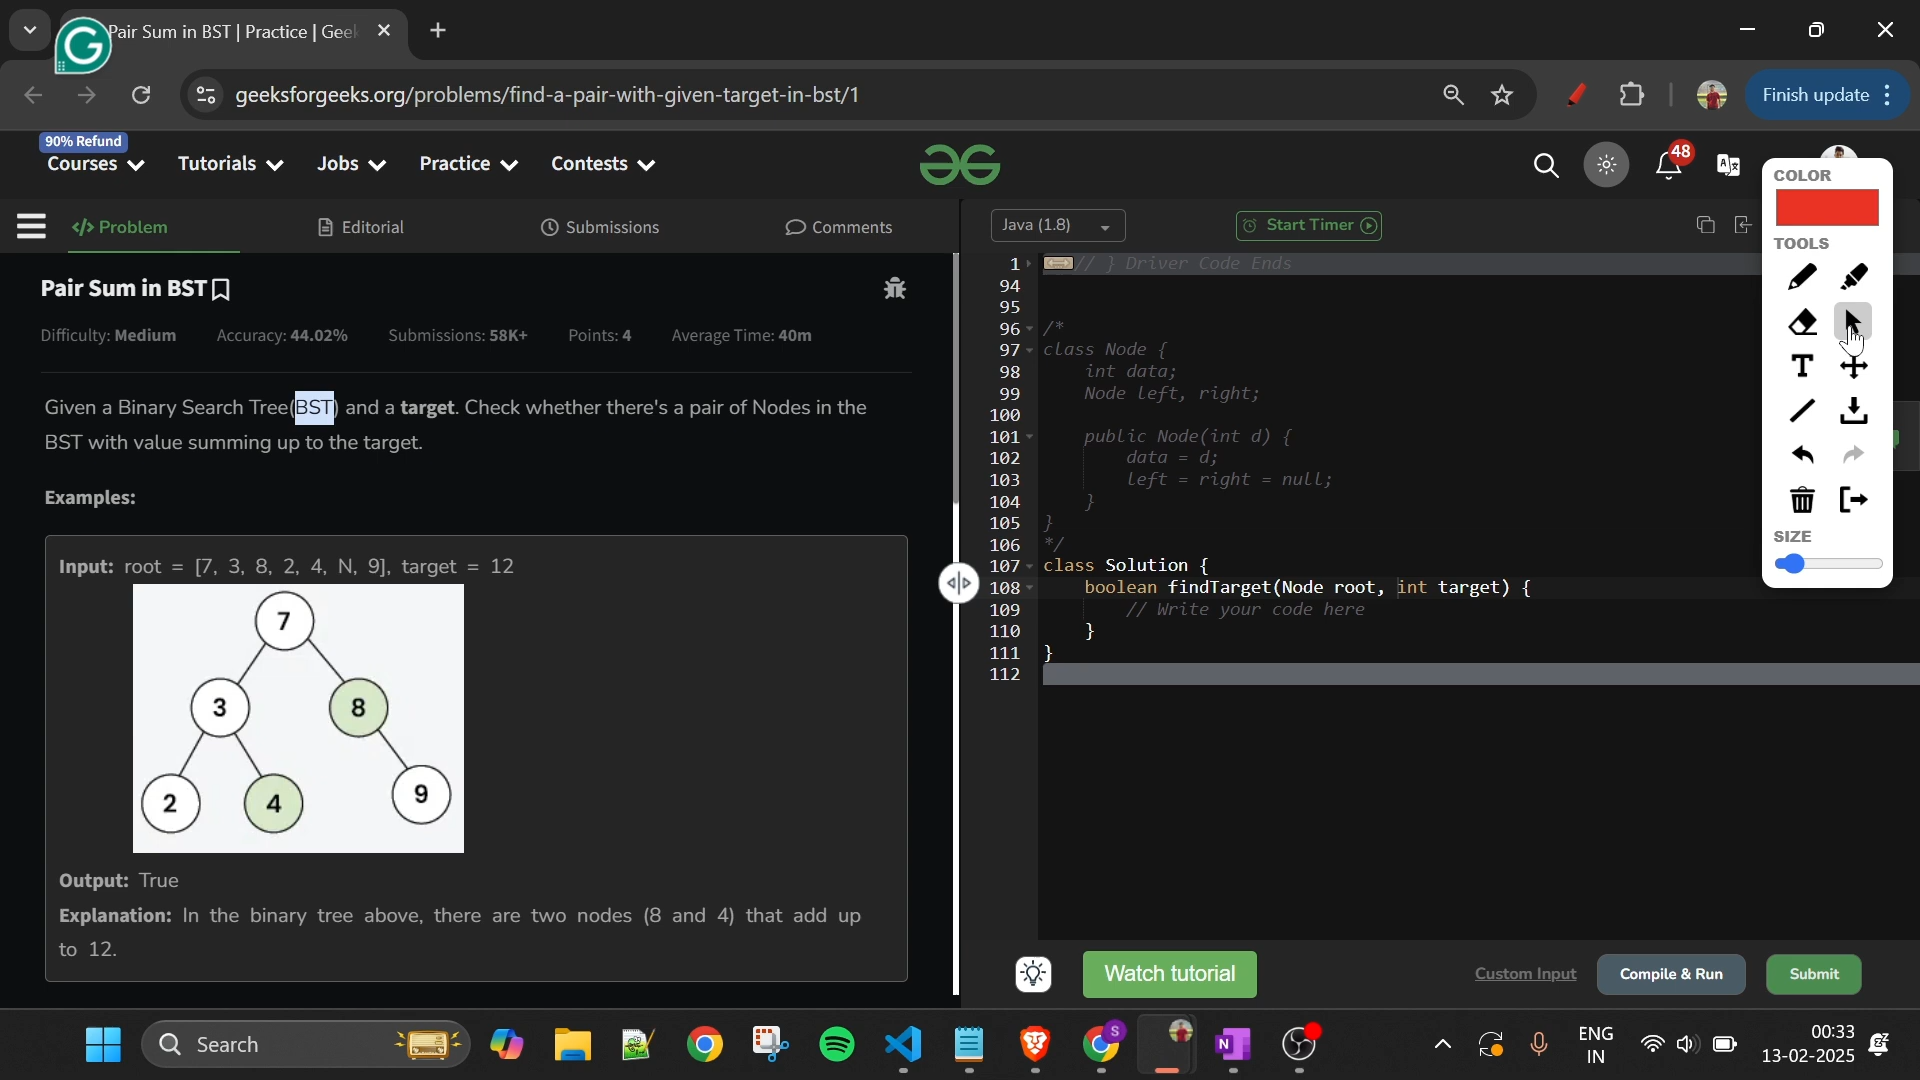 Pair Sum in BST | Practice | Geek
geeksforgeeks.org/problems/find-a-pair-with-given-target-in-bst/1
Finish update
90% Refund
Courses
Tutorials
Jobs
Practice
Contests
48
COLOR
TOOLS
T
SIZE
</> Problem
Editorial
Submissions
Comments
Java (1.8)
Start Timer
Pair Sum in BST
Difficulty: Medium Accuracy: 44.02% Submissions: 58K+ Points: 4 Average Time: 40m
Given a Binary Search Tree(BST) and a target. Check whether there's a pair of Nodes in the
BST with value summing up to the target.
Examples:
Input: root = [7, 3, 8, 2, 4, N, 9], target = 12
7
3 8
2 4 9
Output: True
Explanation: In the binary tree above, there are two nodes (8 and 4) that add up
to 12.
1 // } Driver Code Ends
94
95
96 /*
97 class Node {
98 int data;
99 Node left, right;
100
101 public Node(int d) {
102 data = d;
103 left = right = null;
104 }
105 }
106 */
107 class Solution {
108 boolean findTarget(Node root, int target) {
109 // Write your code here
110 }
111 }
112
Watch tutorial
Custom Input
Compile & Run
Submit
Search
S
N
ENG
IN
00:33
13-02-2025